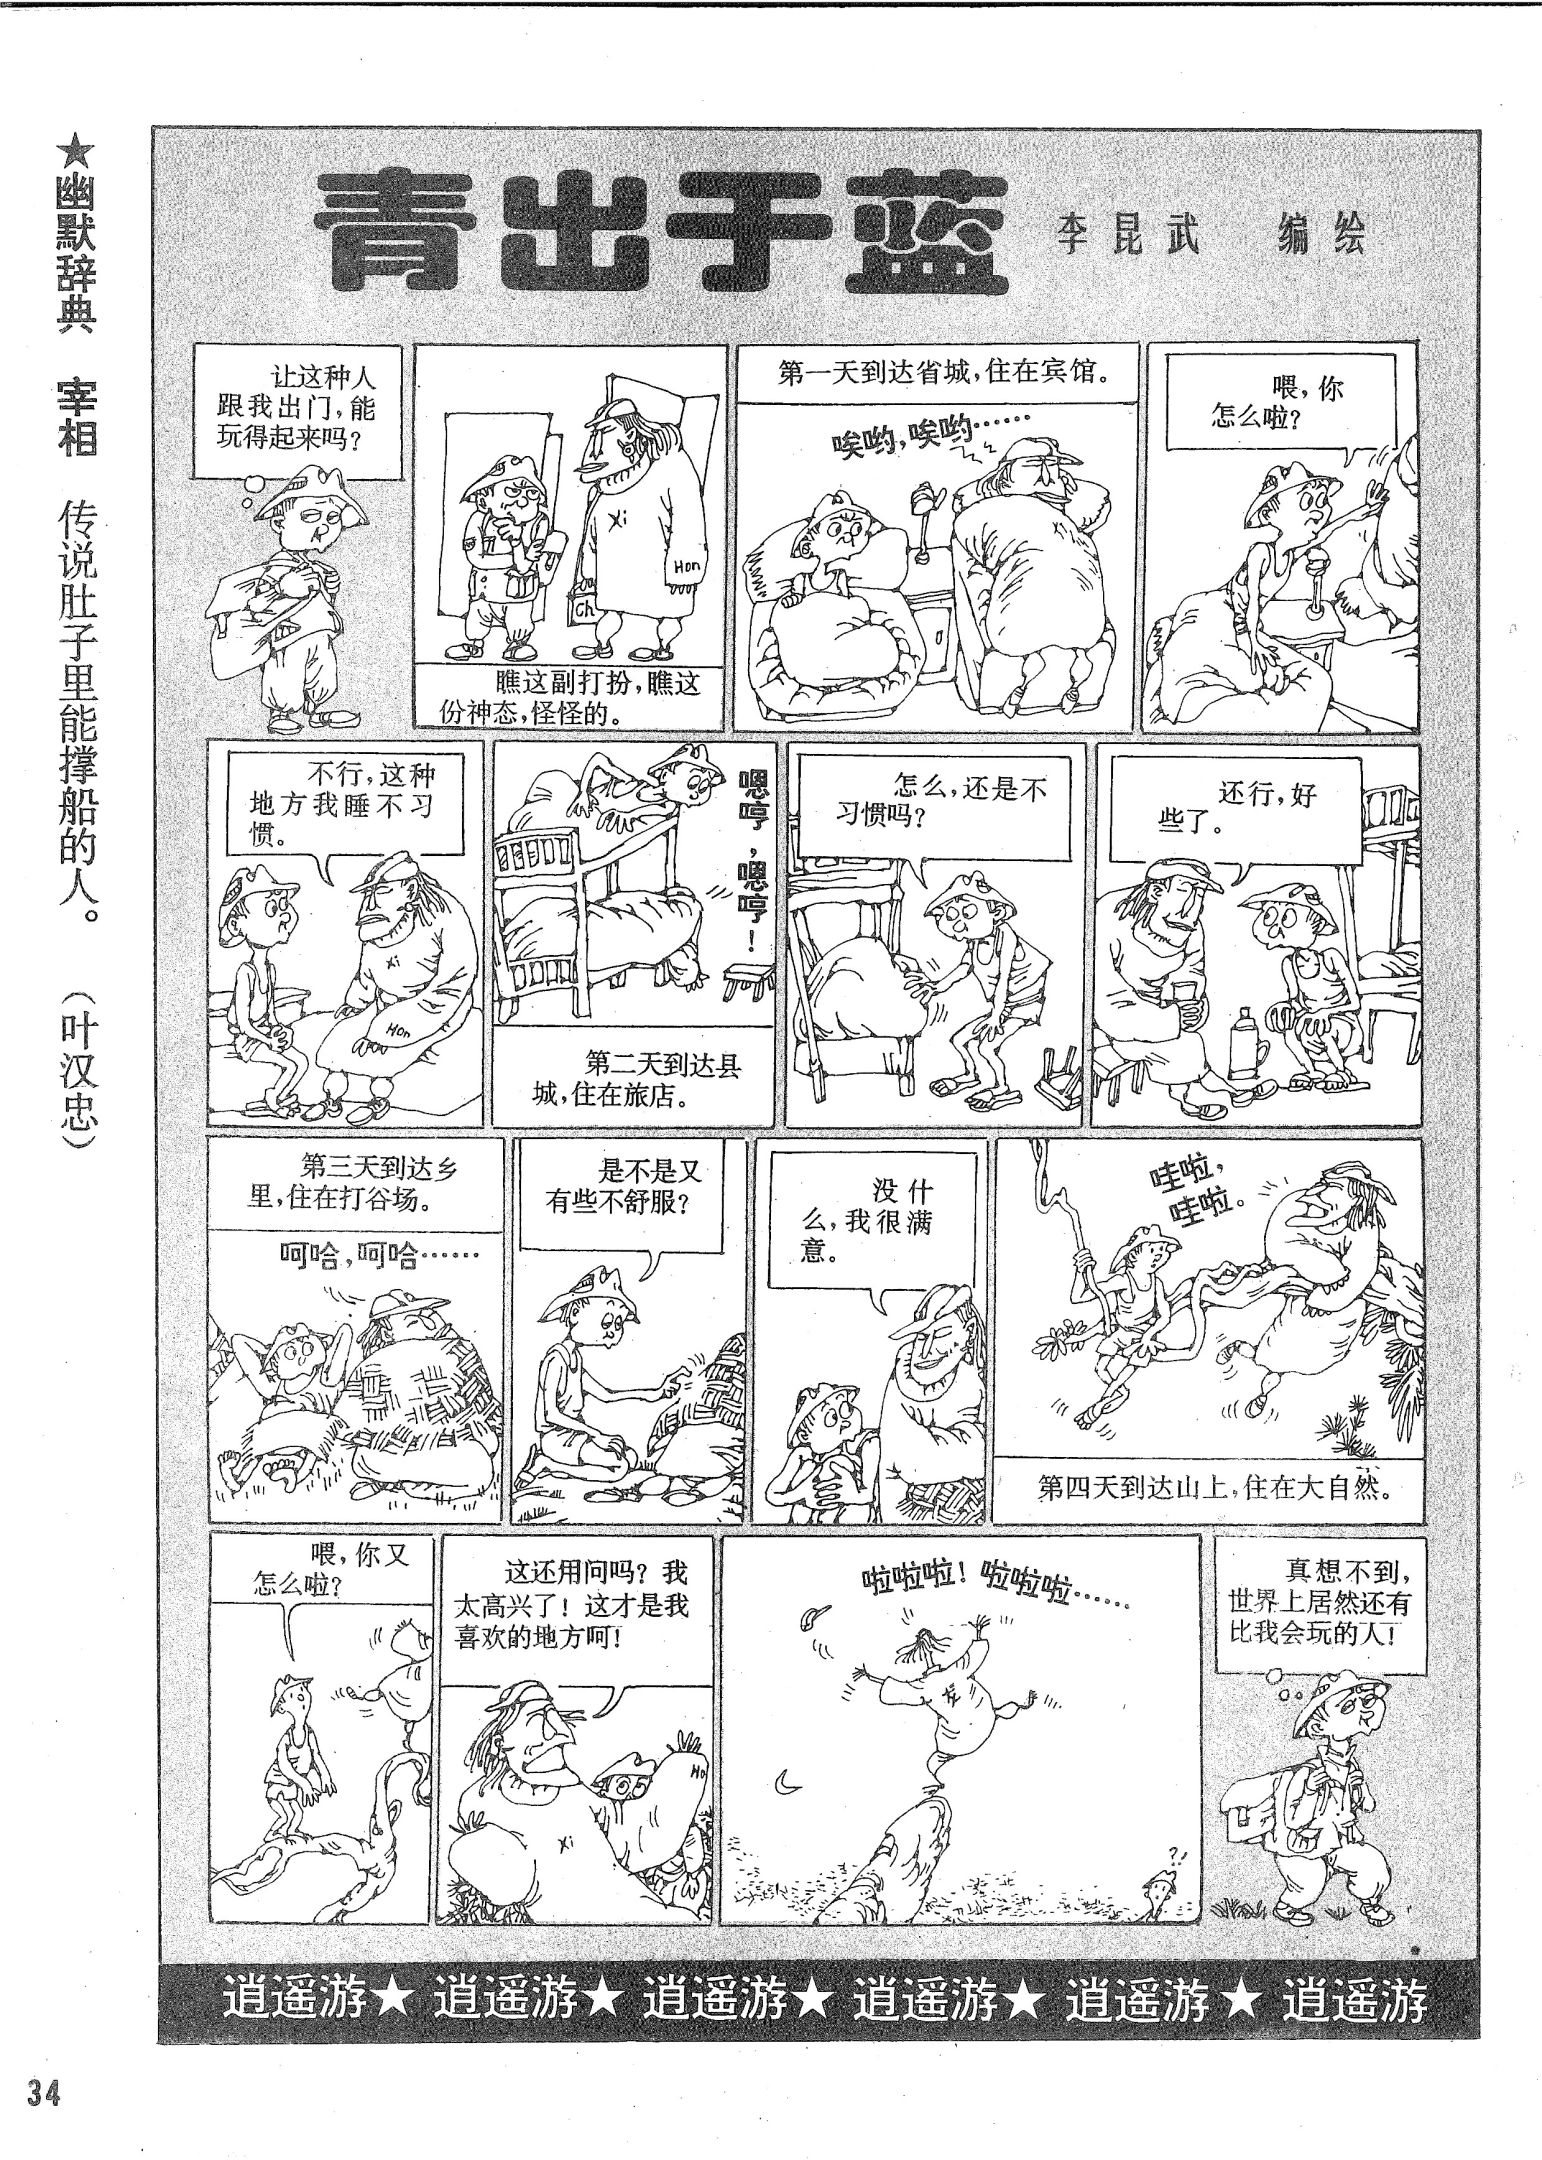 ★幽默辞典　宰相　传说肚子里能撑船的人。　（叶汉忠）
青出于蓝
李昆武　编绘
让这种人
跟我出门，能
玩得起来吗？
Xi
Hon
Ch
瞧这副打扮，瞧这
份神态，怪怪的。
第一天到达省城，住在宾馆。
唉哟，唉哟……
喂，你
怎么啦？
不行，这种
地方我睡不习
惯。
Xi
Hon
嗯哼，嗯哼！
第二天到达县
城，住在旅店。
怎么，还是不
习惯吗？
还行，好
些了。
第三天到达乡
里，住在打谷场。
呵哈，呵哈……
是不是又
有些不舒服？
没什
么，我很满
意。
哇啦，
哇啦。
第四天到达山上，住在大自然。
喂，你又
怎么啦？
这还用问吗？我
太高兴了！这才是我
喜欢的地方呵！
Xi
Ho
啦啦啦！啦啦啦……
?!
真想不到，
世界上居然还有
比我会玩的人！
逍遥游★逍遥游★逍遥游★逍遥游★逍遥游★逍遥游
34